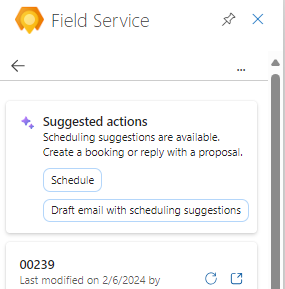 Field Service
...
Suggested actions
Scheduling suggestions are available.
Create a booking or reply with a proposal.
Schedule
Draft email with scheduling suggestions
00239
Last modified on 2/6/2024 by